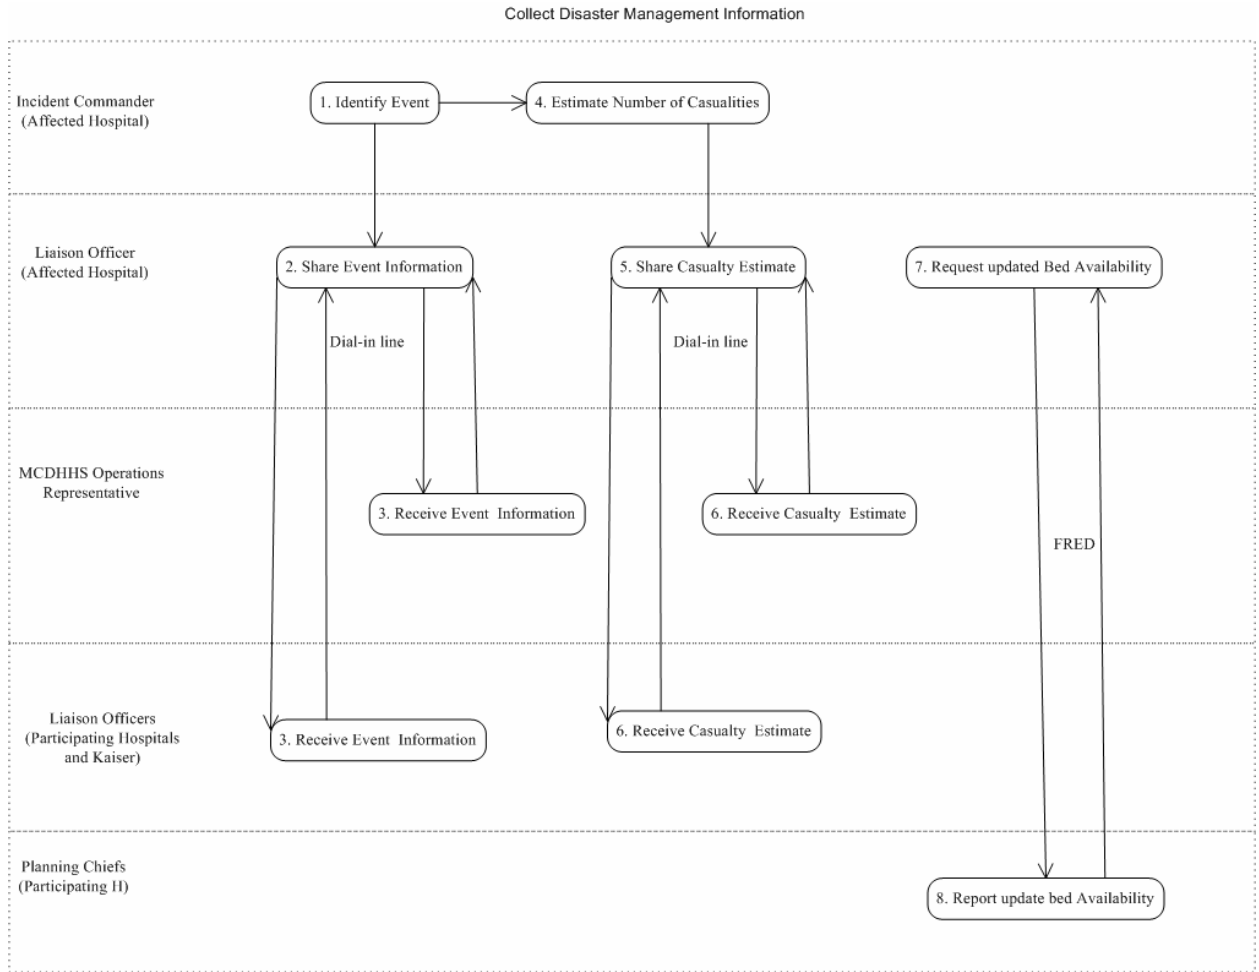 Collect Disaster Management Information
Incident Commander
(Affected Hospital)
1. Identify Event
4. Estimate Number of Casualities
Liaison Officer
(Affected Hospital)
2. Share Event Information
5. Share Casualty Estimate
7. Request updated Bed Availability
Dial-in line
Dial-in line
MCDHHS Operations
Representative
3. Receive Event Information
6. Receive Casualty Estimate
FRED
Liaison Officers
(Participating Hospitals
and Kaiser)
3. Receive Event Information
6. Receive Casualty Estimate
Planning Chiefs
(Participating H)
8. Report update bed Availability